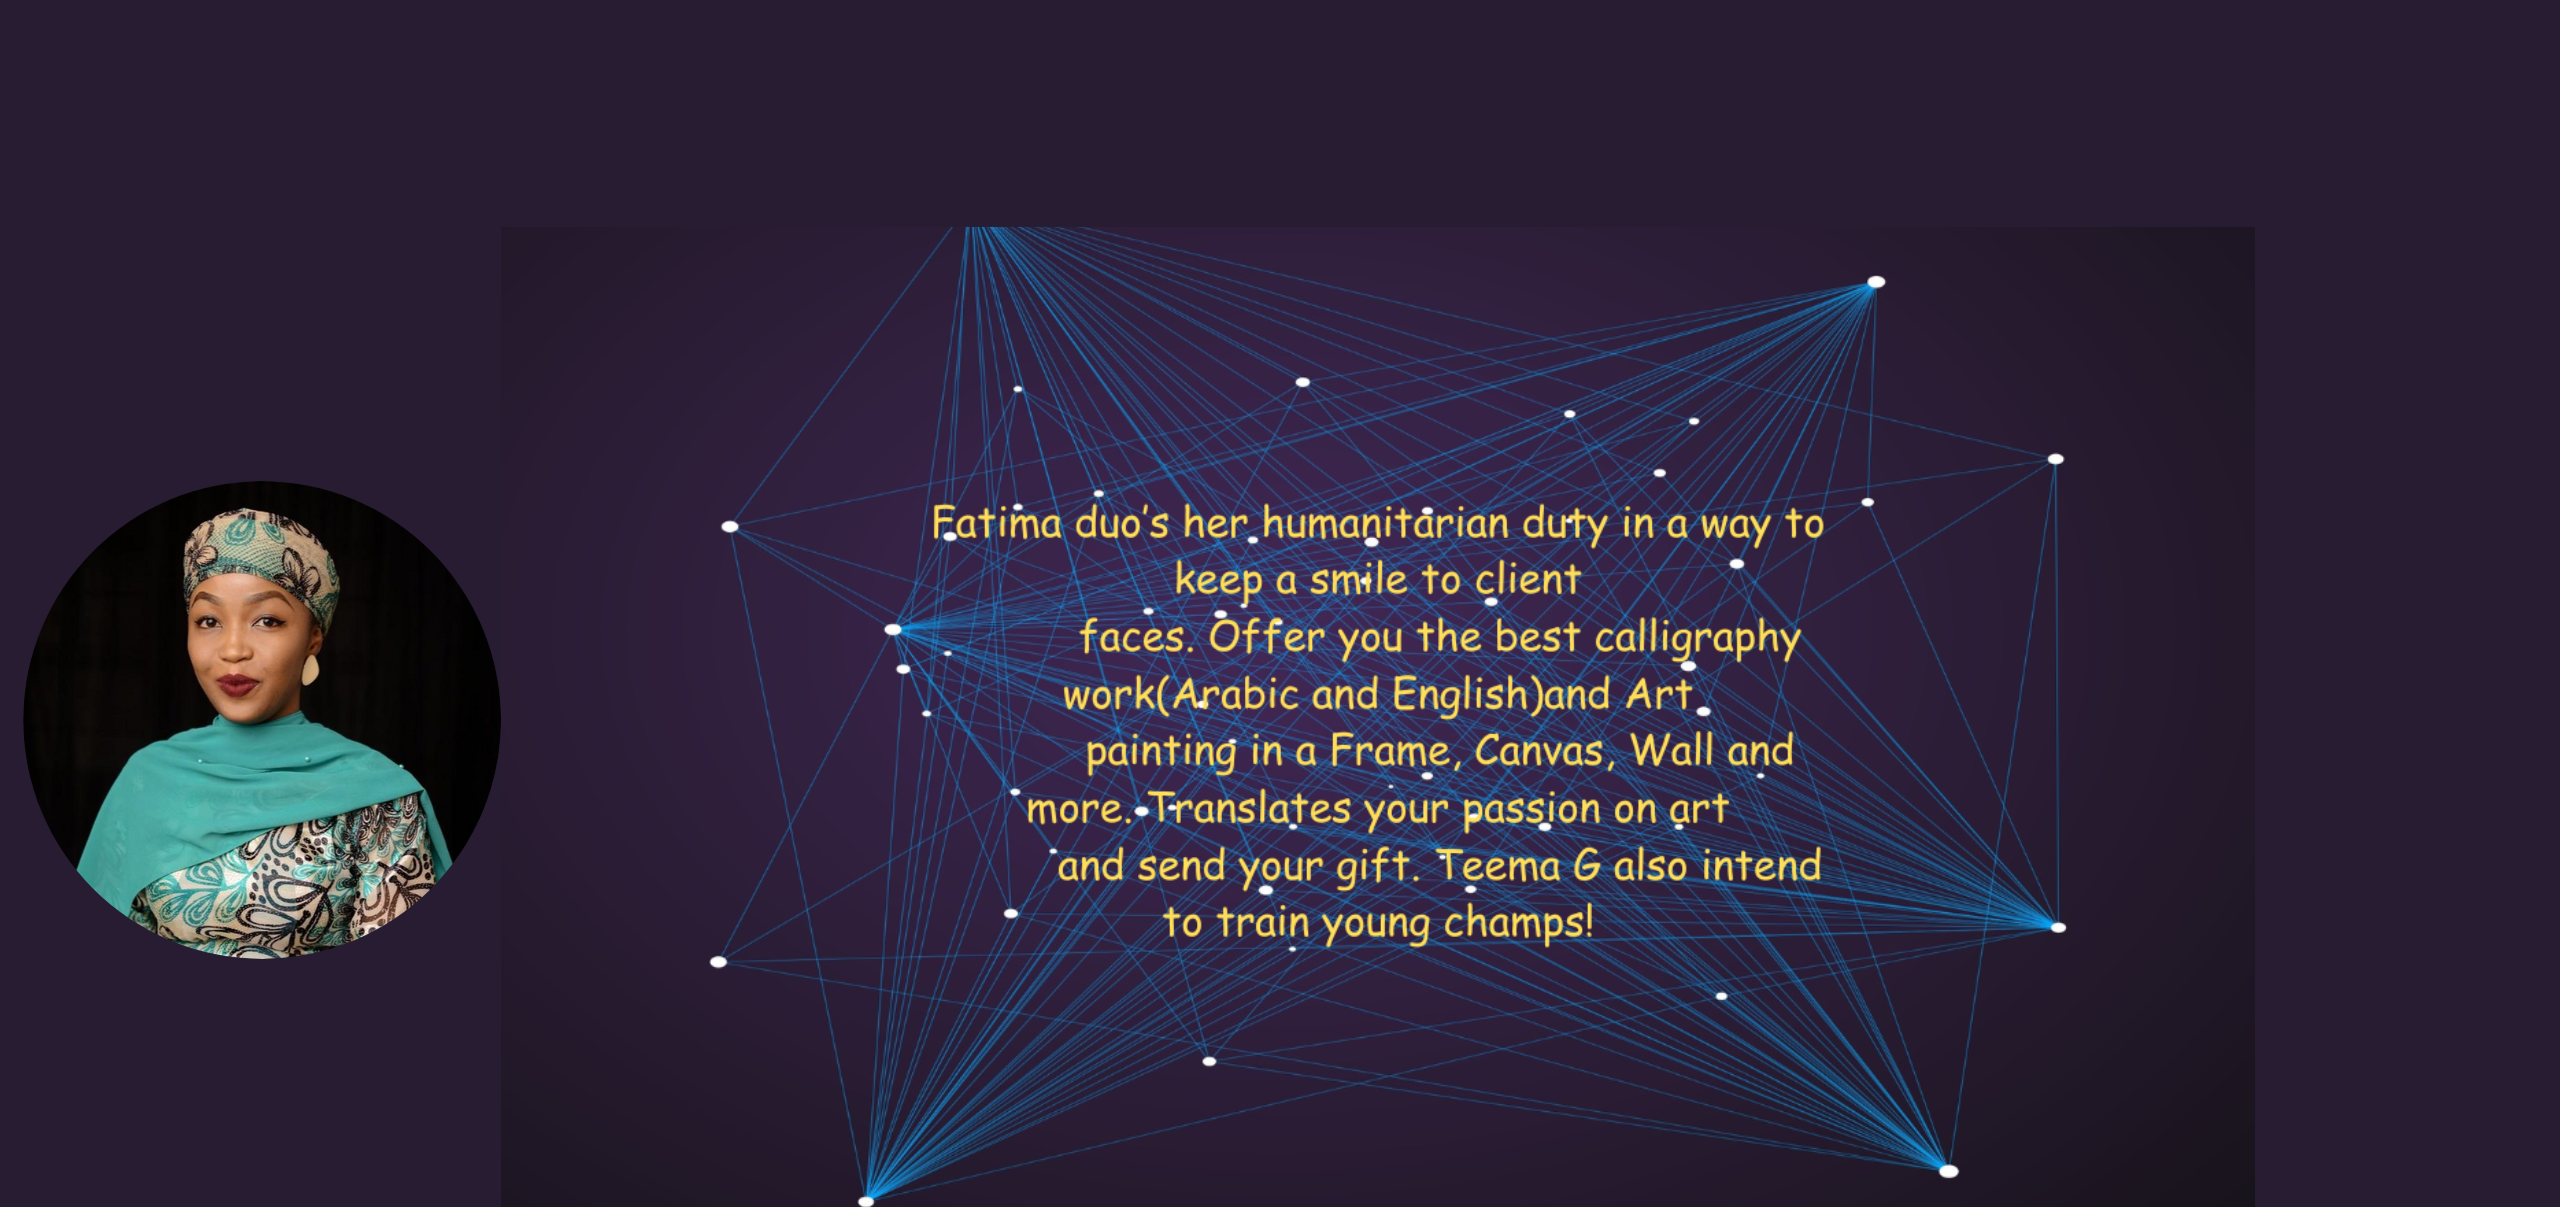 Fatima duo’s her humanitarian duty in a way to
keep a smile to client
faces. Offer you the best calligraphy
work(Arabic and English)and Art
painting in a Frame, Canvas, Wall and
more. Translates your passion on art
and send your gift. Teema G also intend
to train young champs!